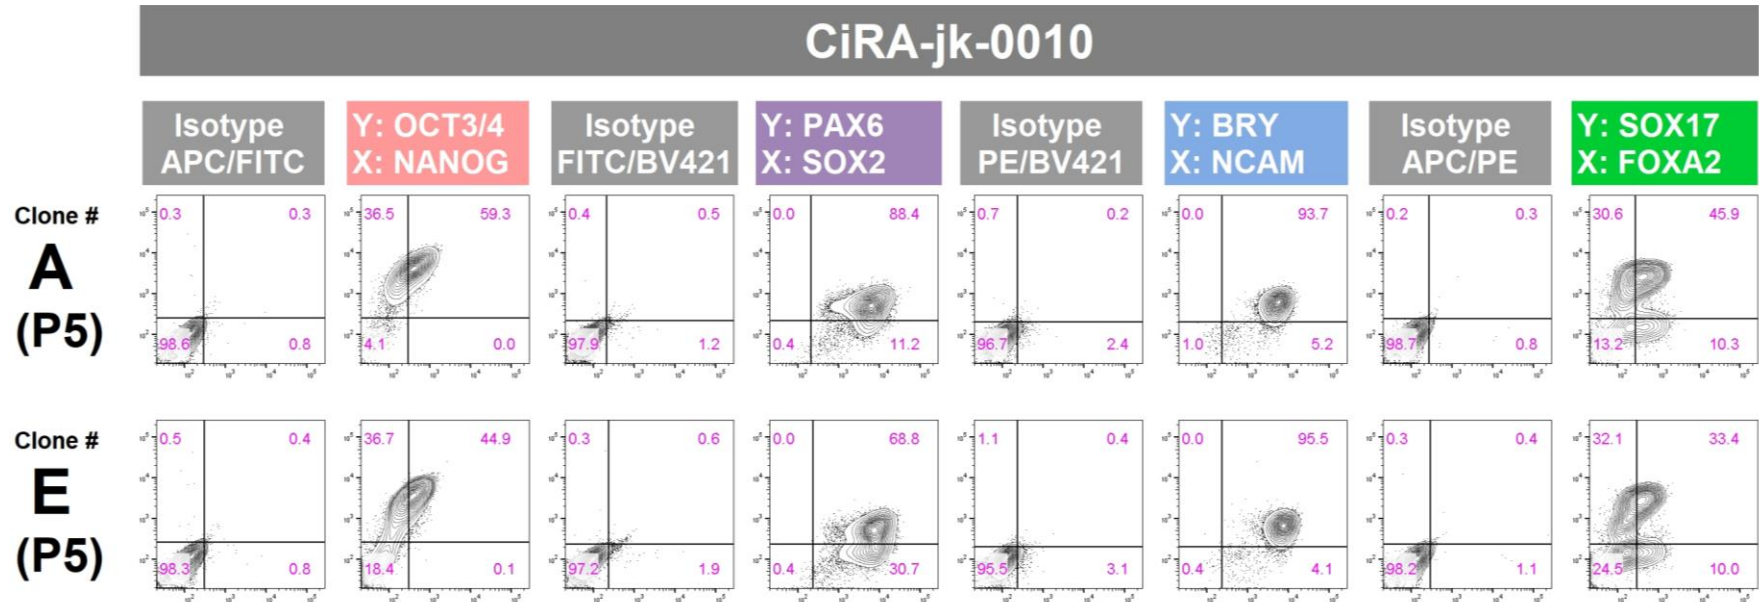 CiRA-jk-0010
Isotype APC/FITC
Y: OCT3/4 X: NANOG
Isotype FITC/BV421
Y: PAX6 X: SOX2
Isotype PE/BV421
Y: BRY X: NCAM
Isotype APC/PE
Y: SOX17 X: FOXA2
Clone #
A
(P5)
0.3 0.3
98.6 0.8
36.5 59.3
4.1 0.0
0.4 0.5
97.9 1.2
0.0 88.4
0.4 11.2
0.7 0.2
96.7 2.4
0.0 93.7
1.0 5.2
0.2 0.3
98.7 0.8
30.6 45.9
13.2 10.3
Clone #
E
(P5)
0.5 0.4
98.3 0.8
36.7 44.9
18.4 0.1
0.3 0.6
97.2 1.9
0.0 68.8
0.4 30.7
1.1 0.4
95.5 3.1
0.0 95.5
0.4 4.1
0.3 0.4
98.2 1.1
32.1 33.4
24.5 10.0